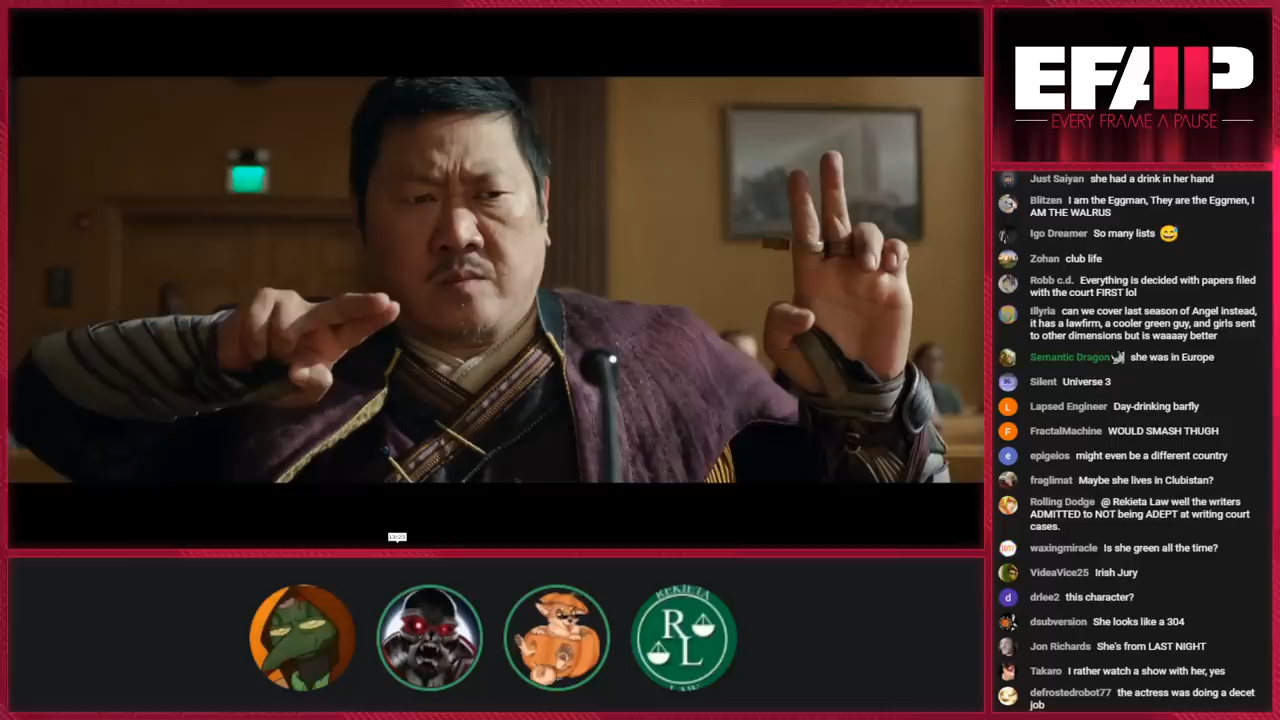 EFAP
EVERY FRAME A PAUSE
Just Saiyan she had a drink in her hand
Blitzen I am the Eggman, They are the Eggmen, I
AM THE WALRUS
Igo Dreamer So many lists 😅
Zohan club life
Robb c.d. Everything is decided with papers filed
with the court FIRST lol
Illyria can we cover last season of Angel instead,
it has a lawfirm, a cooler green guy, and girls sent
to other dimensions but is waaaay better
Semantic Dragon she was in Europe
Silent Universe 3
L Lapsed Engineer Day-drinking barfly
F FractalMachine WOULD SMASH THUGH
e epigeios might even be a different country
fraglimat Maybe she lives in Clubistan?
Rolling Dodge @ Rekieta Law well the writers
ADMITTED to NOT being ADEPT at writing court
cases.
waxingmiracle Is she green all the time?
VideaVice25 Irish Jury
d drlee2 this character?
dsubversion She looks like a 304
Jon Richards She's from LAST NIGHT
Takaro I rather watch a show with her, yes
defrostedrobot77 the actress was doing a decet
job
13:23
REKIETA
RL
LAW